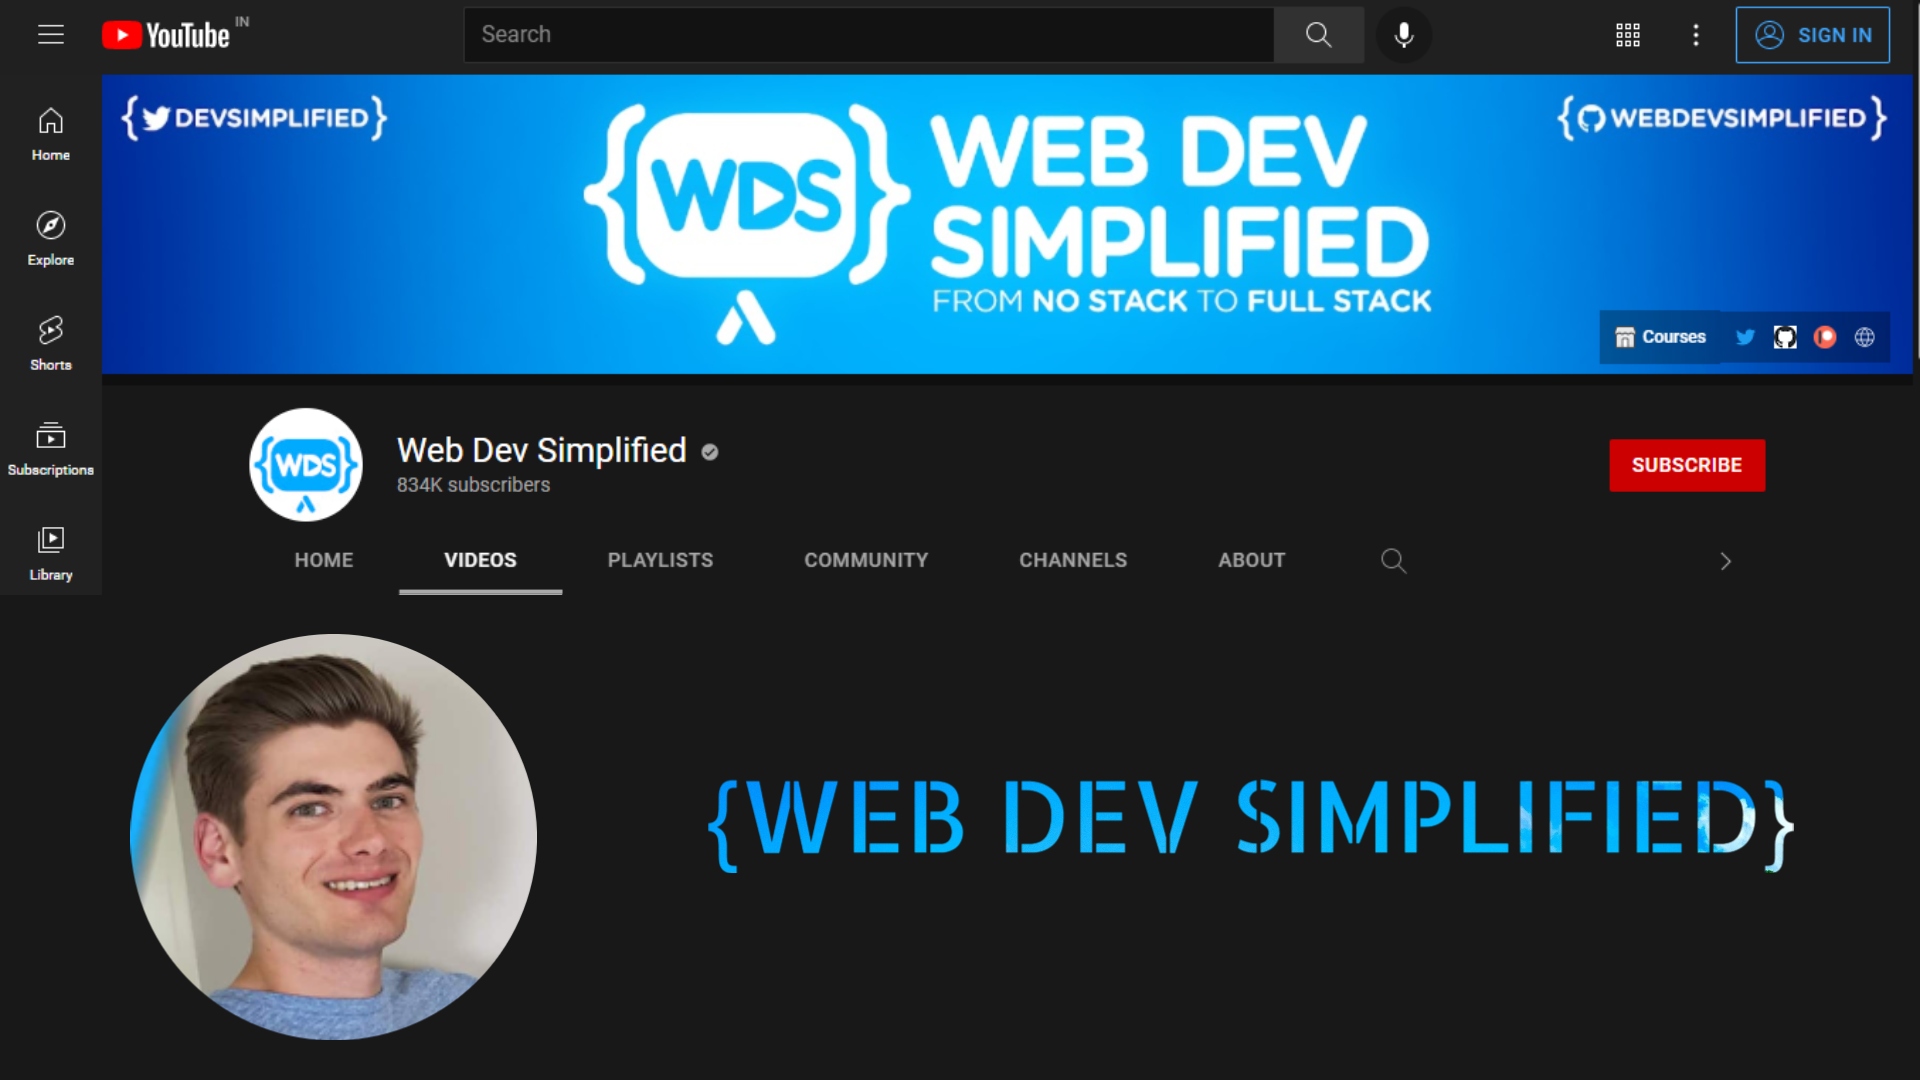 YouTube IN
Search
SIGN IN
Home
Explore
Shorts
Subscriptions
Library
{DEVSIMPLIFIED}
{WDS}
WEB DEV
SIMPLIFIED
FROM NO STACK TO FULL STACK
{WEBDEVSIMPLIFIED}
Courses
{WDS}
Web Dev Simplified
834K subscribers
SUBSCRIBE
HOME VIDEOS PLAYLISTS COMMUNITY CHANNELS ABOUT
{WEB DEV SIMPLIFIED}